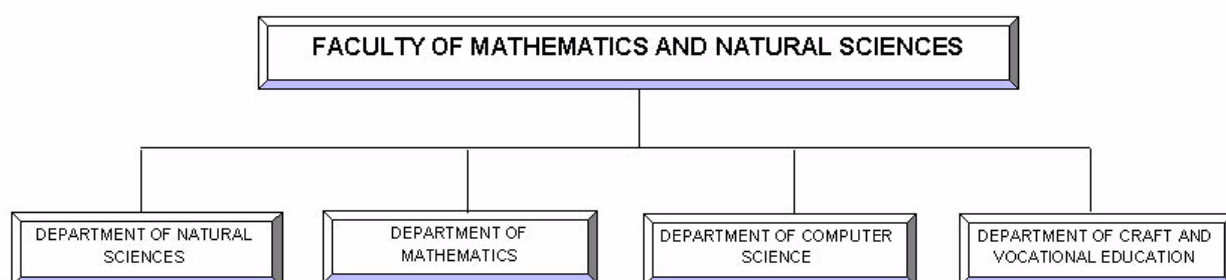 FACULTY OF MATHEMATICS AND NATURAL SCIENCES
DEPARTMENT OF NATURAL
SCIENCES
DEPARTMENT OF
MATHEMATICS
DEPARTMENT OF COMPUTER
SCIENCE
DEPARTMENT OF CRAFT AND
VOCATIONAL EDUCATION